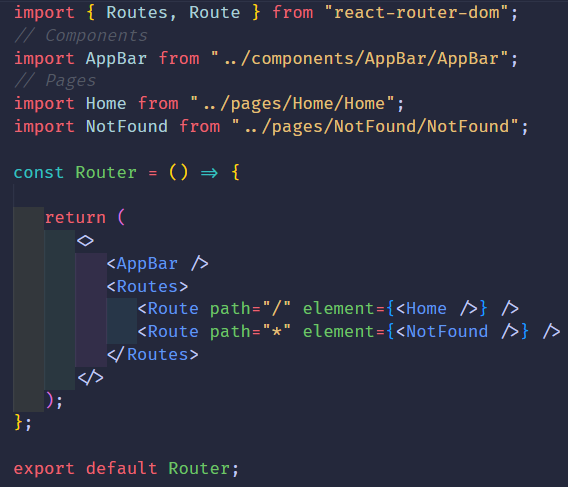 import { Routes, Route } from "react-router-dom";
// Components
import AppBar from "../components/AppBar/AppBar";
// Pages
import Home from "../pages/Home/Home";
import NotFound from "../pages/NotFound/NotFound";

const Router = () => {

    return (
        <>
            <AppBar />
            <Routes>
                <Route path="/" element={<Home />} />
                <Route path="*" element={<NotFound />} />
            </Routes>
        </>
    );
};

export default Router;